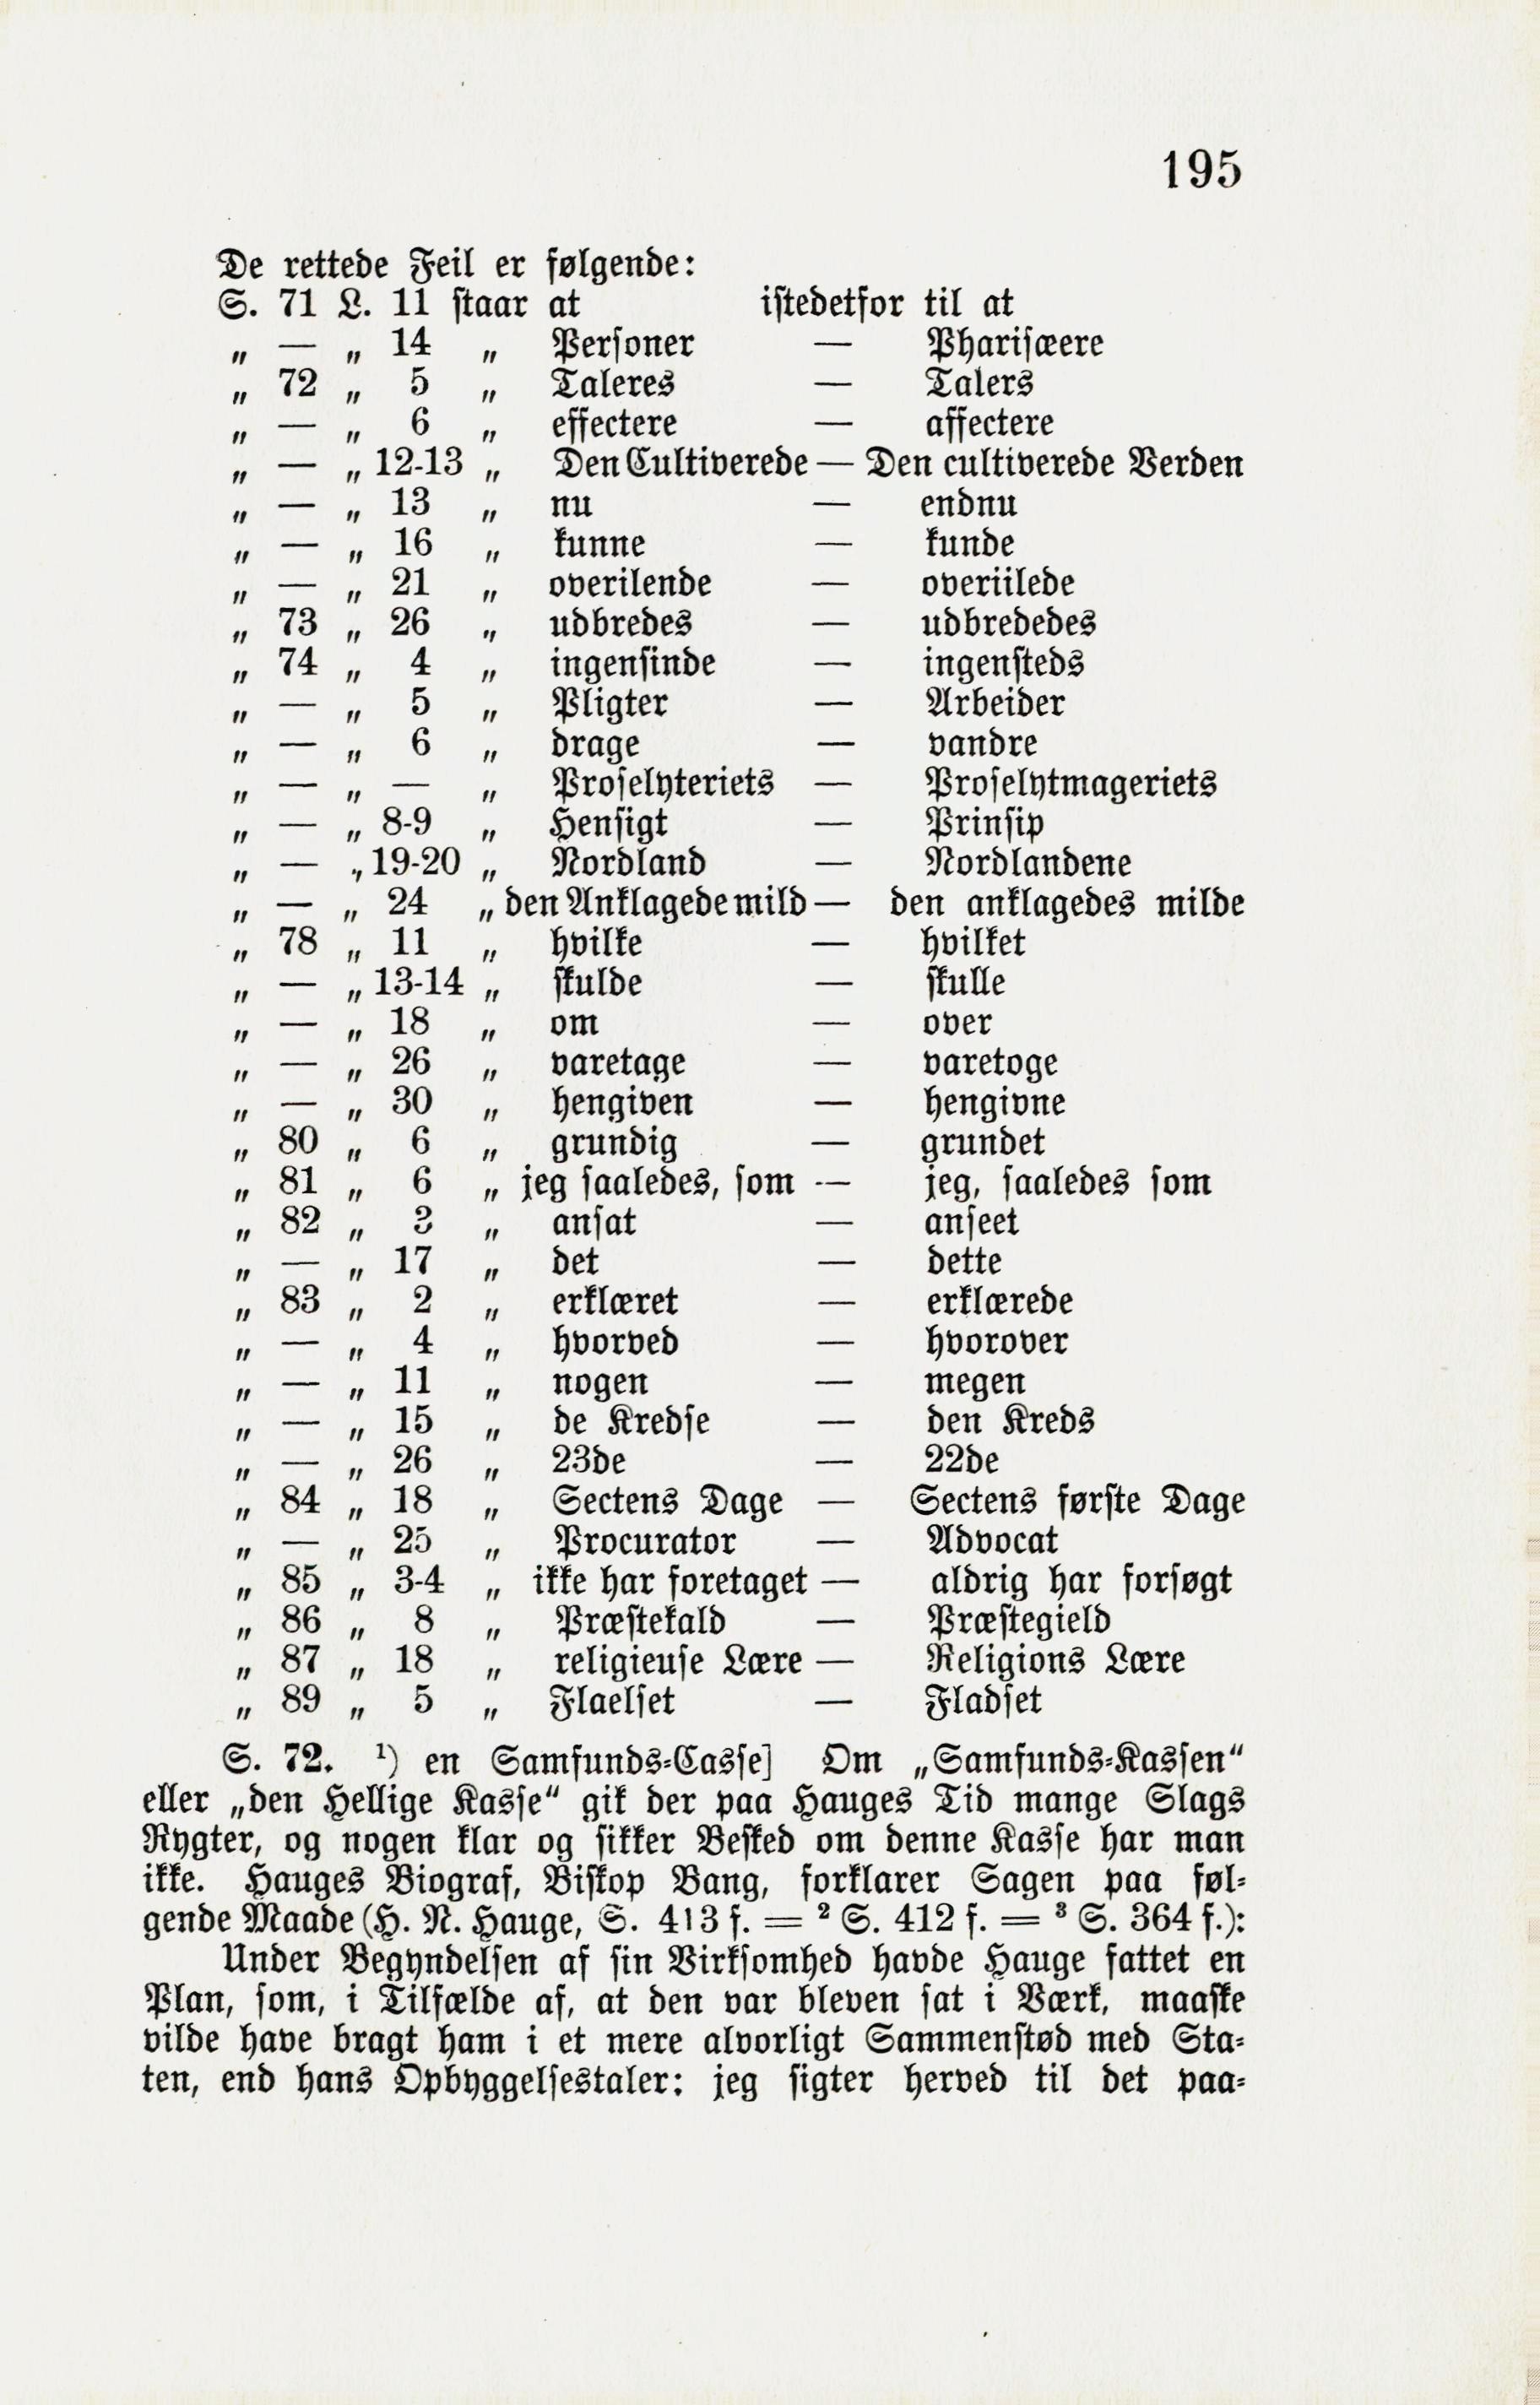 195
De rettede Feil er følgende:
S. 71 L. 11 staar at istedetfor til at
„ — „ 14 „ Personer — Pharisæere
„ 72 „ 5 „ Taleres — Talers
„ — „ 6 „ effectere — affectere
„ — „ 12-13 „ Den Cultiverede — Den cultiverede Verden
„ — „ 13 „ nu — endnu
„ — „ 16 „ kunne — kunde
„ — „ 21 „ overilende — overiilede
„ 73 „ 26 „ udbredes — udbrededes
„ 74 „ 4 „ ingensinde — ingensteds
„ — „ 5 „ Pligter — Arbeider
„ — „ 6 „ drage — vandre
„ — „ — „ Proselyteriets — Proselytmageriets
„ — „ 8-9 „ Hensigt — Prinsip
„ — „ 19-20 „ Nordland — Nordlandene
„ — „ 24 „ den Anklagede mild — den anklagedes milde
„ 78 „ 11 „ hvilke — hvilket
„ — „ 13-14 „ skulde — skulle
„ — „ 18 „ om — over
„ — „ 26 „ varetage — varetoge
„ — „ 30 „ hengiven — hengivne
„ 80 „ 6 „ grundig — grundet
„ 81 „ 6 „ jeg saaledes, som — jeg, saaledes som
„ 82 „ 3 „ ansat — anseet
„ — „ 17 „ det — dette
„ 83 „ 2 „ erklæret — erklærede
„ — „ 4 „ hvorved — hvorover
„ — „ 11 „ nogen — megen
„ — „ 15 „ de Kredse — den Kreds
„ — „ 26 „ 23de — 22de
„ 84 „ 18 „ Sectens Dage — Sectens første Dage
„ — „ 25 „ Procurator — Advocat
„ 85 „ 3-4 „ ikke har foretaget — aldrig har forsøgt
„ 86 „ 8 „ Præstekald — Præstegield
„ 87 „ 18 „ religieuse Lære — Religions Lære
„ 89 „ 5 „ Flaelset — Fladset
S. 72. ¹) en Samfunds-Casse] Om „Samfunds-Kassen“
eller „den Hellige Kasse“ gik der paa Hauges Tid mange Slags
Rygter, og nogen klar og sikker Besked om denne Kasse har man
ikke. Hauges Biograf, Biskop Bang, forklarer Sagen paa føl-
gende Maade (H. N. Hauge, S. 413 f. = ² S. 412 f. = ³ S. 364 f.):
Under Begyndelsen af sin Virksomhed havde Hauge fattet en
Plan, som, i Tilfælde af, at den var bleven sat i Værk, maaske
vilde have bragt ham i et mere alvorligt Sammenstød med Sta-
ten, end hans Opbyggelsestaler: jeg sigter herved til det paa-